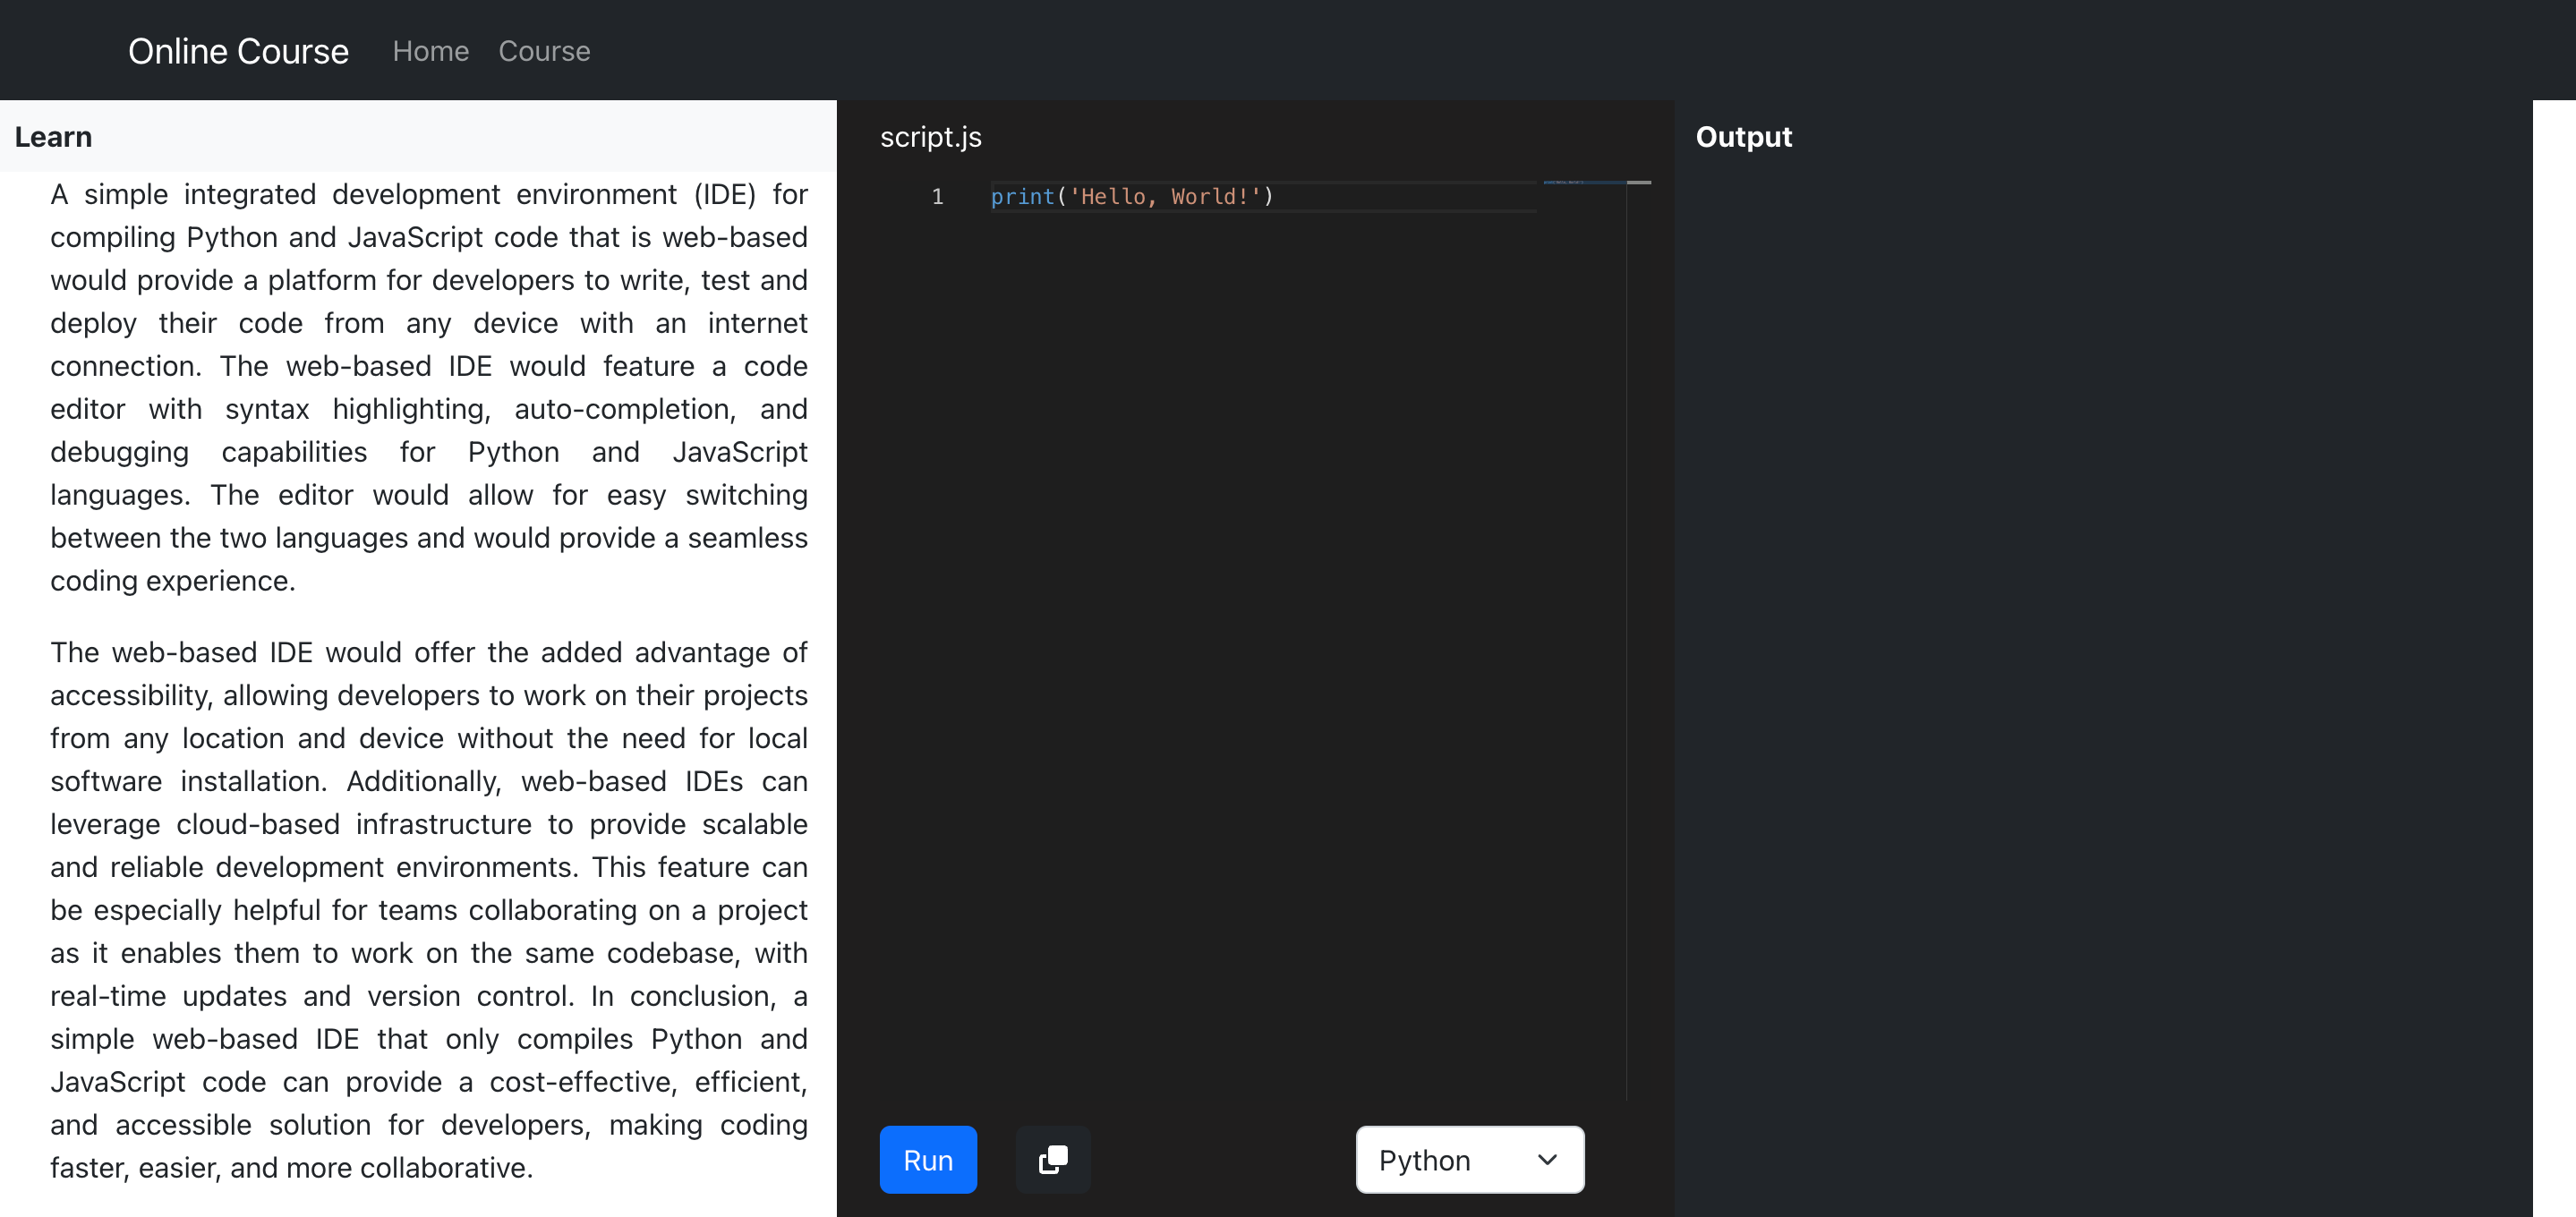 Online Course Home Course
Learn
A simple integrated development environment (IDE) for
compiling Python and JavaScript code that is web-based
would provide a platform for developers to write, test and
deploy their code from any device with an internet
connection. The web-based IDE would feature a code
editor with syntax highlighting, auto-completion, and
debugging capabilities for Python and JavaScript
languages. The editor would allow for easy switching
between the two languages and would provide a seamless
coding experience.
The web-based IDE would offer the added advantage of
accessibility, allowing developers to work on their projects
from any location and device without the need for local
software installation. Additionally, web-based IDEs can
leverage cloud-based infrastructure to provide scalable
and reliable development environments. This feature can
be especially helpful for teams collaborating on a project
as it enables them to work on the same codebase, with
real-time updates and version control. In conclusion, a
simple web-based IDE that only compiles Python and
JavaScript code can provide a cost-effective, efficient,
and accessible solution for developers, making coding
faster, easier, and more collaborative.
script.js
1 print('Hello, World!')
Run
Python
Output